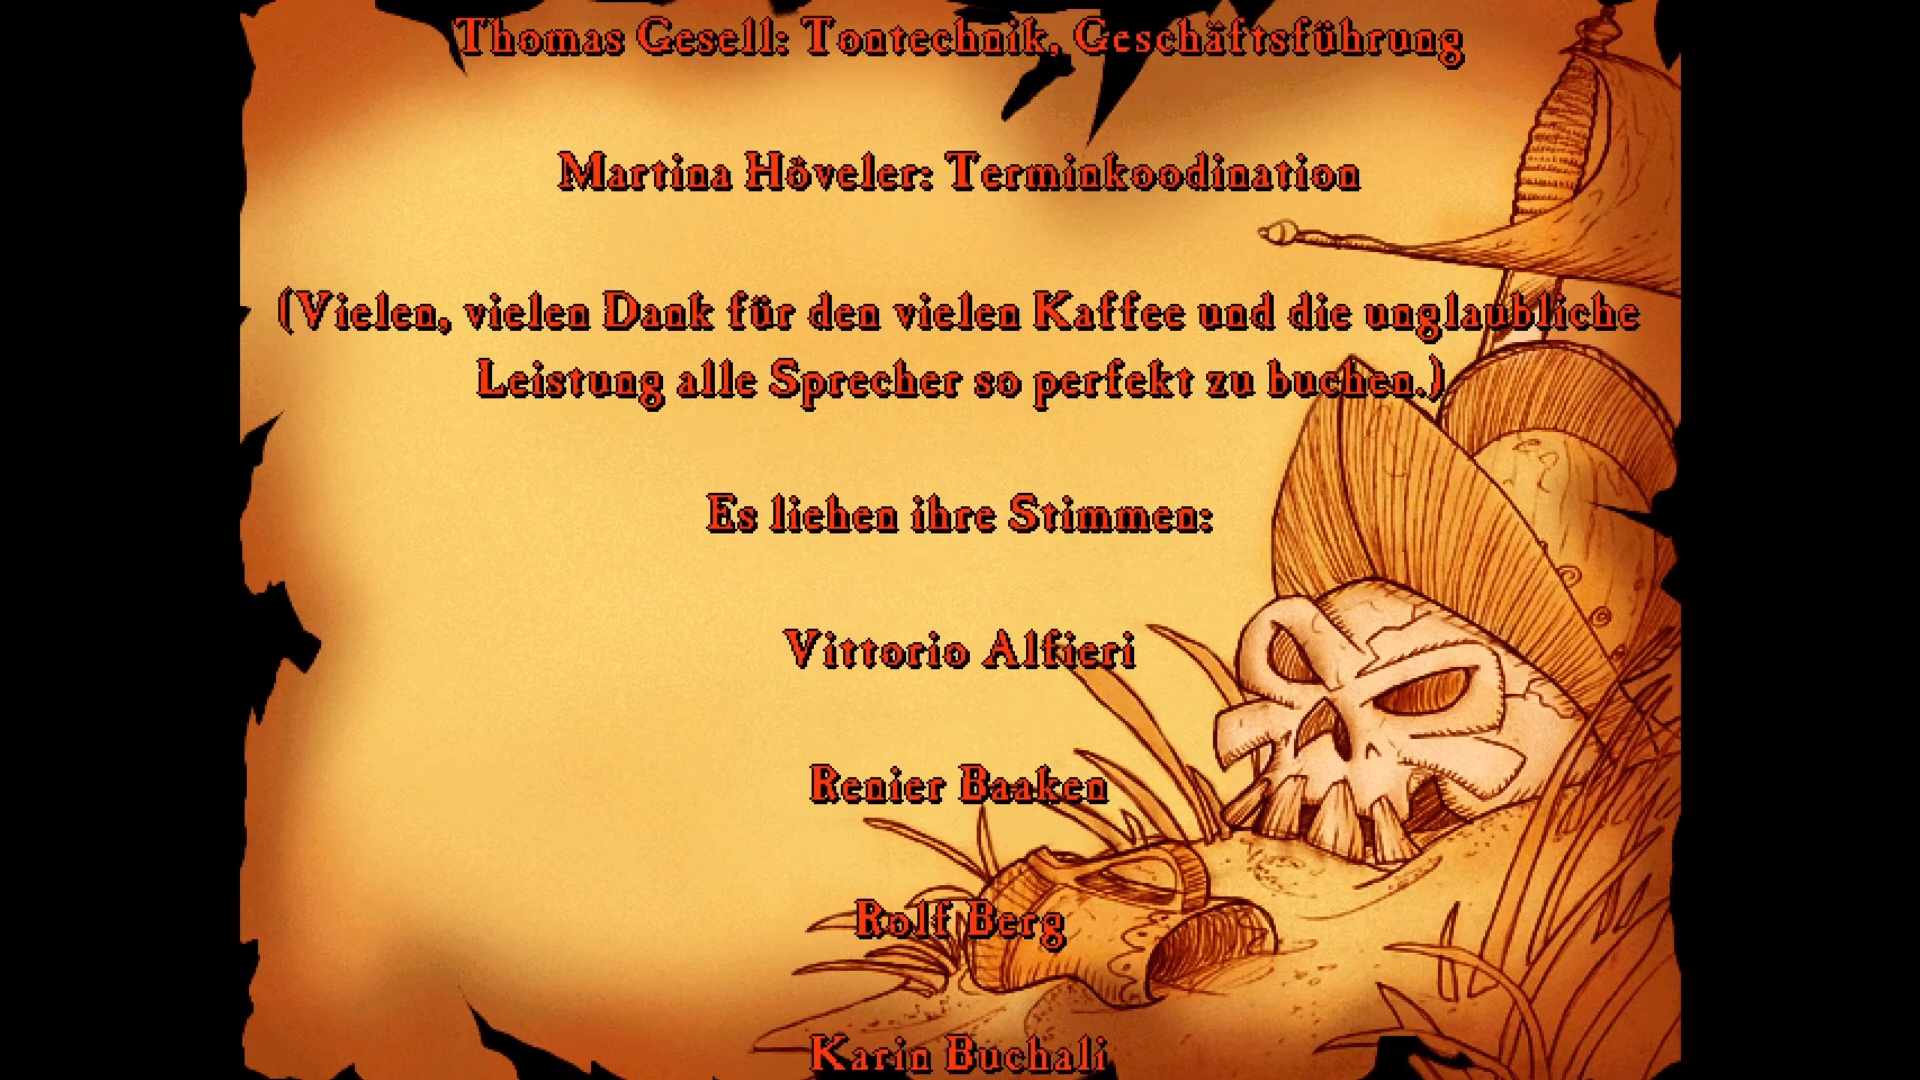 Thomas Gesell: Tontechnik, Geschäftsführung
Martina Höveler: Terminkoodination
(Vielen, vielen Dank für den vielen Kaffee und die unglaubliche
Leistung alle Sprecher so perfekt zu buchen.)
Es liehen ihre Stimmen:
Vittorio Alfieri
Renier Baaken
Rolf Berg
Karin Buchali